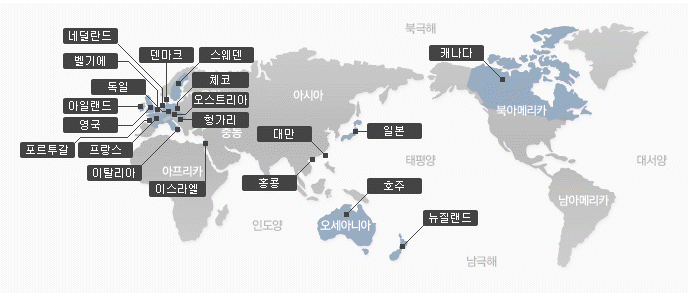 북극해
네덜란드
덴마크
스웨덴
캐나다
벨기에
체코
독일
아시아
오스트리아
아일랜드
북아메리카
영국
헝가리
대만
일본
중동
포르투갈
프랑스
태평양
대서양
이탈리아
아프리카
이스라엘
홍콩
호주
남아메리카
뉴질랜드
인도양
오세아니아
남극해